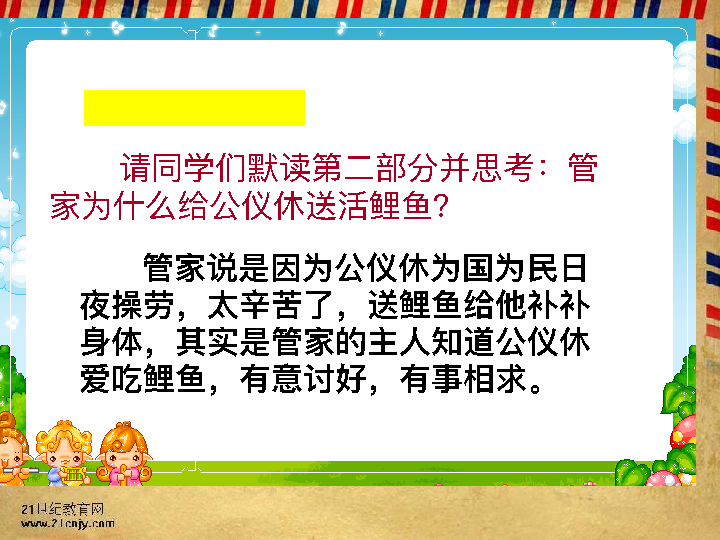 请同学们默读第二部分并思考：管
家为什么给公仪休送活鲤鱼？
管家说是因为公仪休为国为民日
夜操劳，太辛苦了，送鲤鱼给他补补
身体，其实是管家的主人知道公仪休
爱吃鲤鱼，有意讨好，有事相求。
21世纪教育网
www.21cnjy.com